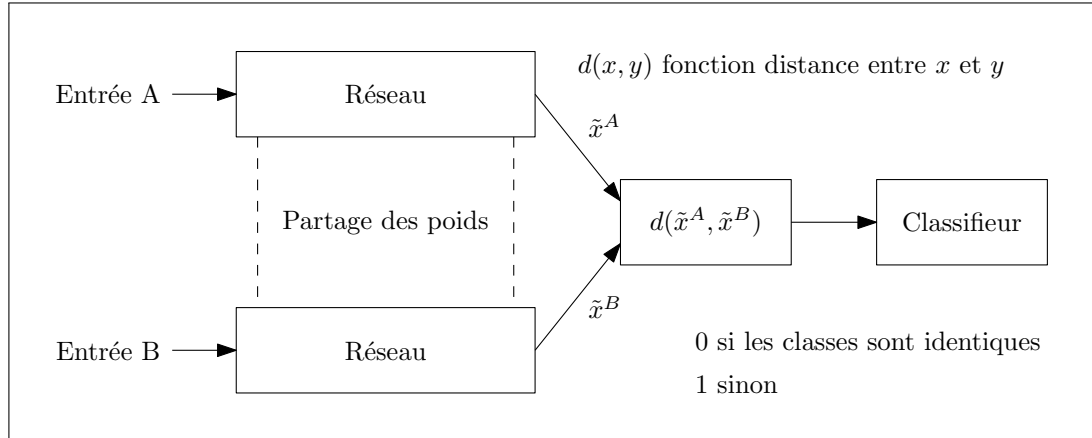 d(x, y) fonction distance entre x et y
Entrée A
Réseau
x̃^A
Partage des poids
d(x̃^A, x̃^B)
Classifieur
x̃^B
Entrée B
Réseau
0 si les classes sont identiques
1 sinon